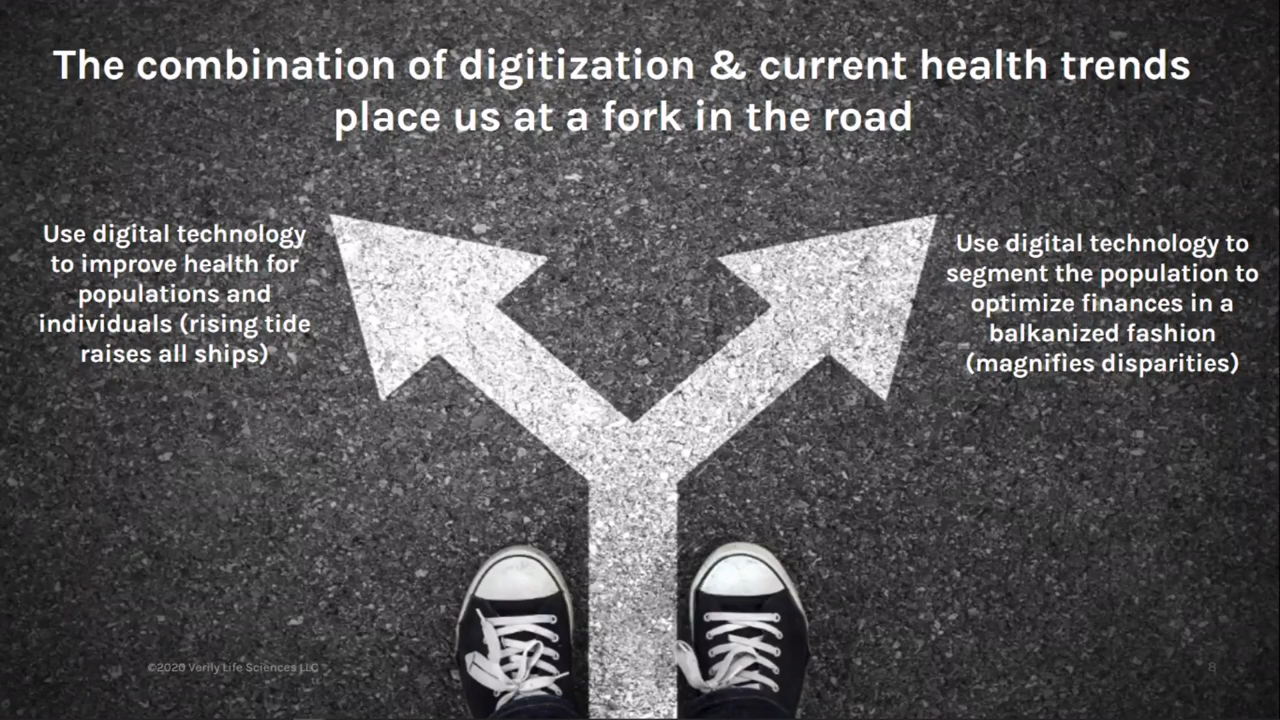 The combination of digitization & current health trends
place us at a fork in the road
Use digital technology
to improve health for
populations and
individuals (rising tide
raises all ships)
Use digital technology to
segment the population to
optimize finances in a
balkanized fashion
(magnifies disparities)
©2020 Verily Life Sciences LLC
8